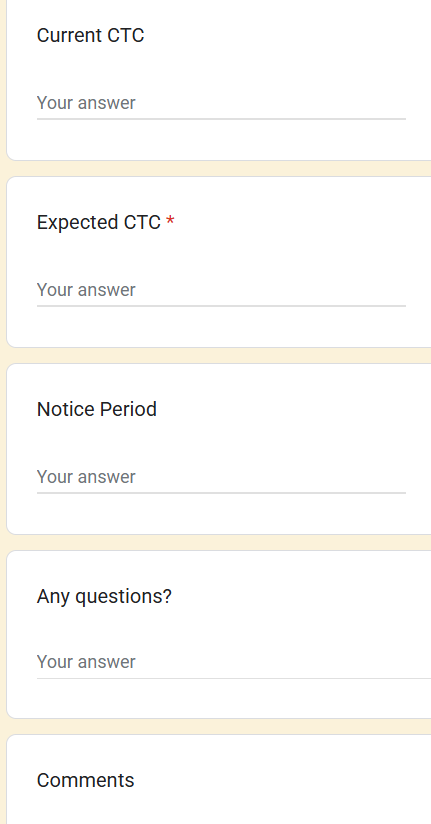 Current CTC
Your answer
Expected CTC *
Your answer
Notice Period
Your answer
Any questions?
Your answer
Comments